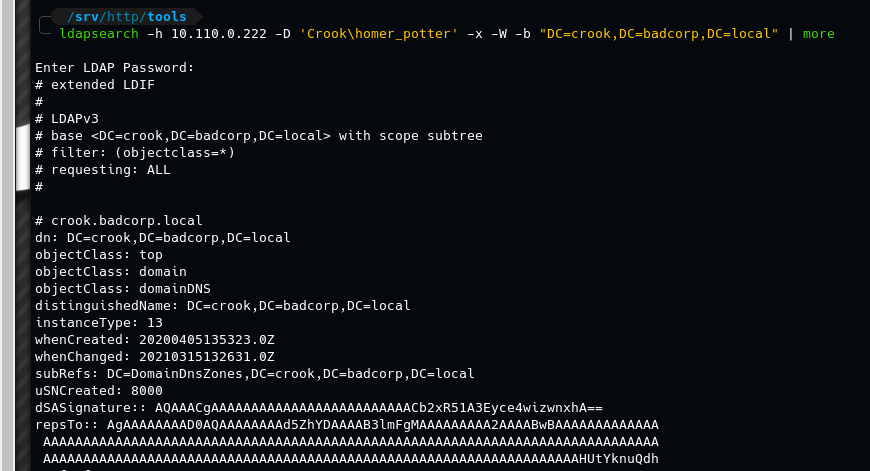 /srv/http/tools
ldapsearch -h 10.110.0.222 -D 'Crook\homer_potter' -x -W -b "DC=crook,DC=badcorp,DC=local" | more
Enter LDAP Password:
# extended LDIF
#
# LDAPv3
# base <DC=crook,DC=badcorp,DC=local> with scope subtree
# filter: (objectclass=*)
# requesting: ALL
#
# crook.badcorp.local
dn: DC=crook,DC=badcorp,DC=local
objectClass: top
objectClass: domain
objectClass: domainDNS
distinguishedName: DC=crook,DC=badcorp,DC=local
instanceType: 13
whenCreated: 20200405135323.0Z
whenChanged: 20210315132631.0Z
subRefs: DC=DomainDnsZones,DC=crook,DC=badcorp,DC=local
uSNCreated: 8000
dSASignature:: AQAAACgAAAAAAAAAAAAAAAAAAAAAAAAACb2xR51A3Eyce4wizwnxhA==
repsTo:: AgAAAAAAAAD0AQAAAAAAAAd5ZhYDAAAAB3lmFgMAAAAAAAAA2AAAABwBAAAAAAAAAAAAA
AAAAAAAAAAAAAAAAAAAAAAAAAAAAAAAAAAAAAAAAAAAAAAAAAAAAAAAAAAAAAAAAAAAAAAAAAAAAA
AAAAAAAAAAAAAAAAAAAAAAAAAAAAAAAAAAAAAAAAAAAAAAAAAAAAAAAAAAAAAAAAAAAHUtYknuQdh